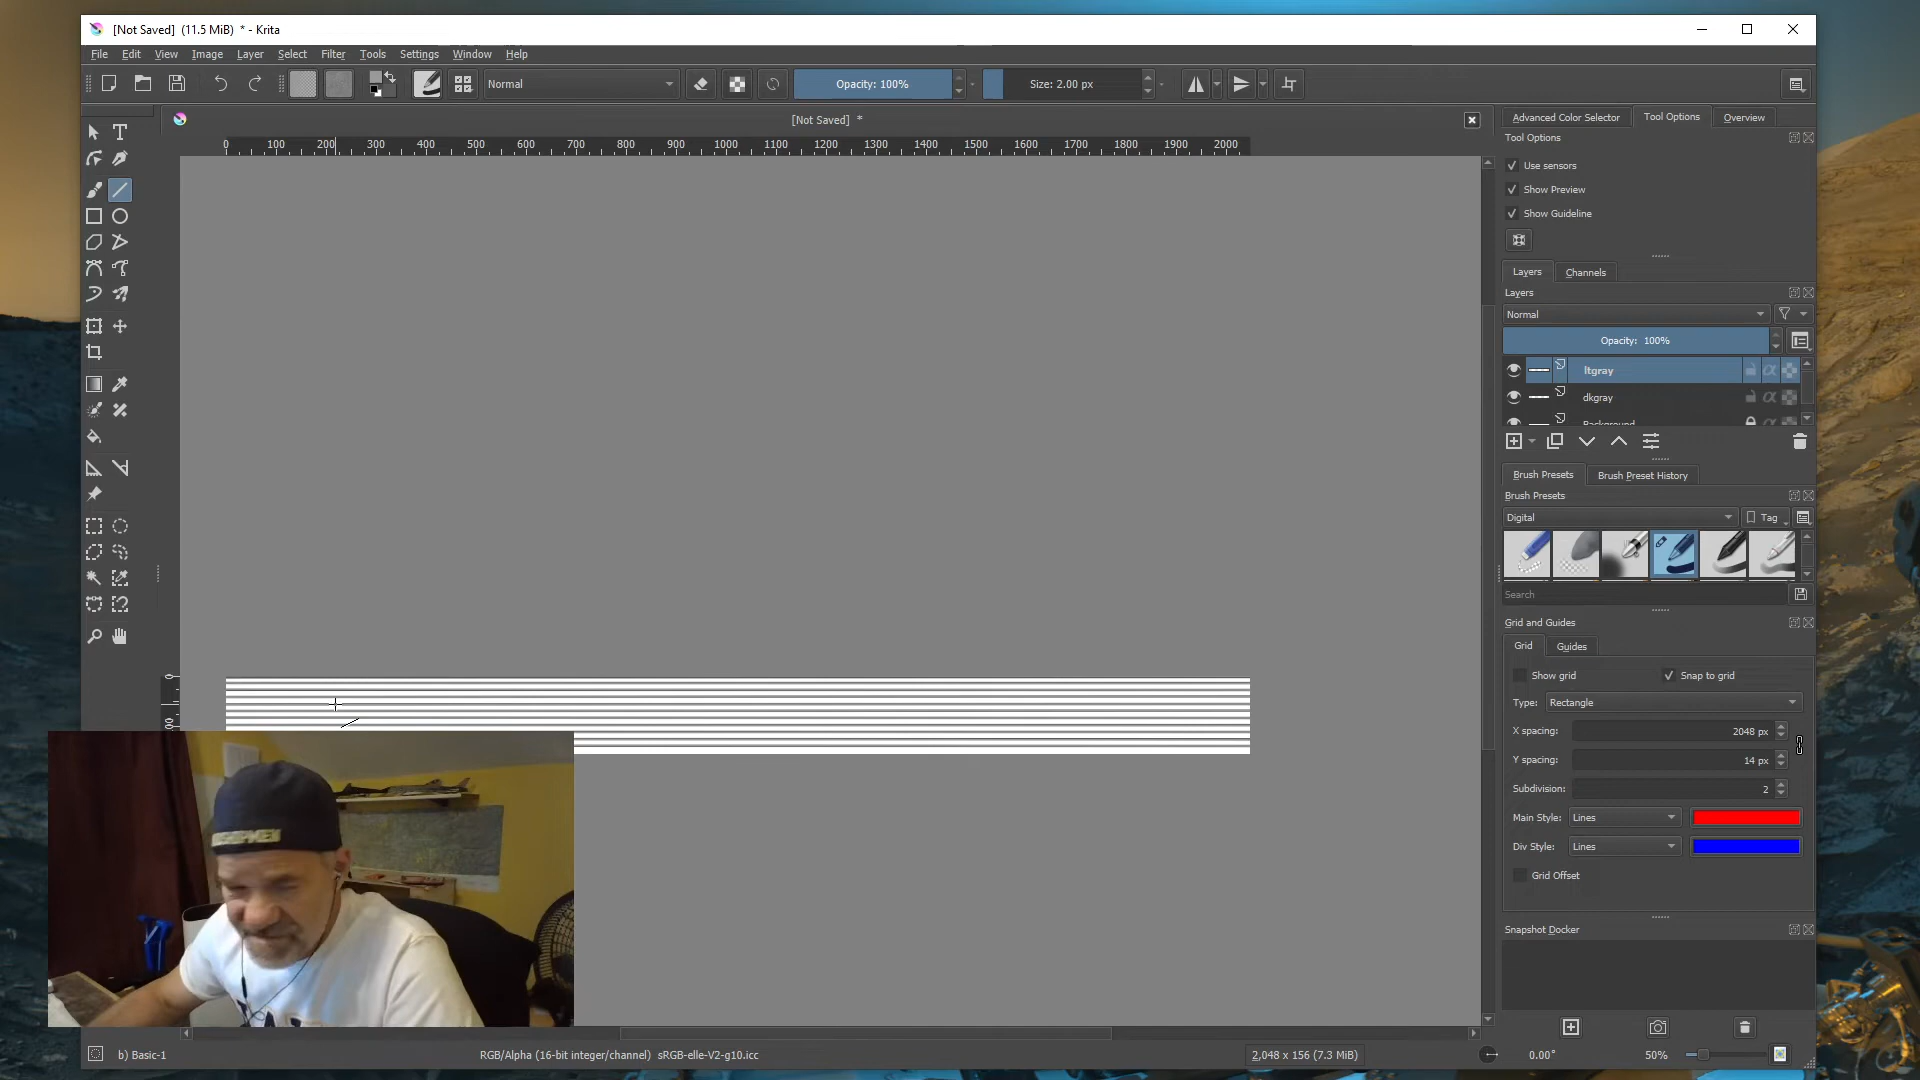 [Not Saved] (11.5 MiB) * - Krita
File Edit View Image Layer Select Filter Tools Settings Window Help
Normal Opacity: 100% Size: 2.00 px
[Not Saved] *
0 100 200 300 400 500 600 700 800 900 1000 1100 1200 1300 1400 1500 1600 1700 1800 1900 2000
Advanced Color Selector Tool Options Overview
Tool Options
Use sensors
Show Preview
Show Guideline
Layers Channels
Layers
Normal
Opacity: 100%
ltgray
dkgray
Background
Brush Presets Brush Preset History
Brush Presets
Digital Tag
Search
Grid and Guides
Grid Guides
Show grid Snap to grid
Type: Rectangle
X spacing: 2048 px
Y spacing: 14 px
Subdivision: 2
Main Style: Lines
Div Style: Lines
Grid Offset
Snapshot Docker
0
00
b) Basic-1 RGB/Alpha (16-bit integer/channel) sRGB-elle-V2-g10.icc 2,048 x 156 (7.3 MiB) 0.00° 50%